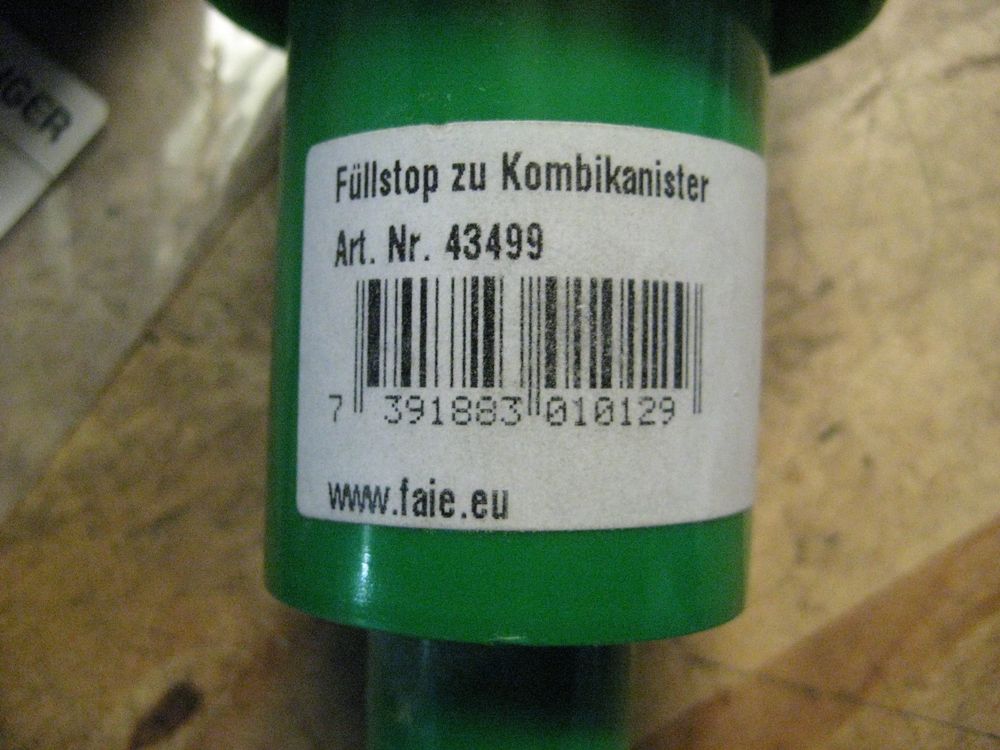 Füllstop zu Kombikanister
Art. Nr. 43499
7 391883 010129
www.faie.eu